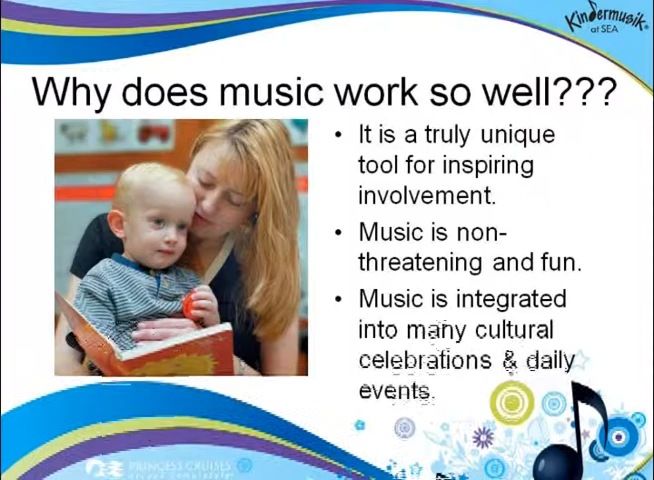 Kindermusik®
at SEA
Why does music work so well???
• It is a truly unique
tool for inspiring
involvement.
• Music is non-
threatening and fun.
• Music is integrated
into many cultural
celebrations & daily
events.
PRINCESS CRUISES